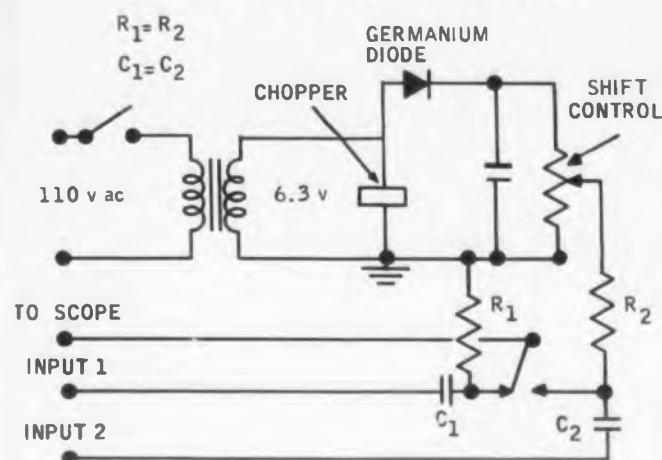 R1= R2
C1=C2
GERMANIUM
DIODE
CHOPPER
SHIFT
CONTROL
110 v ac
6.3 v
TO SCOPE
R1
R2
INPUT 1
C1
C2
INPUT 2